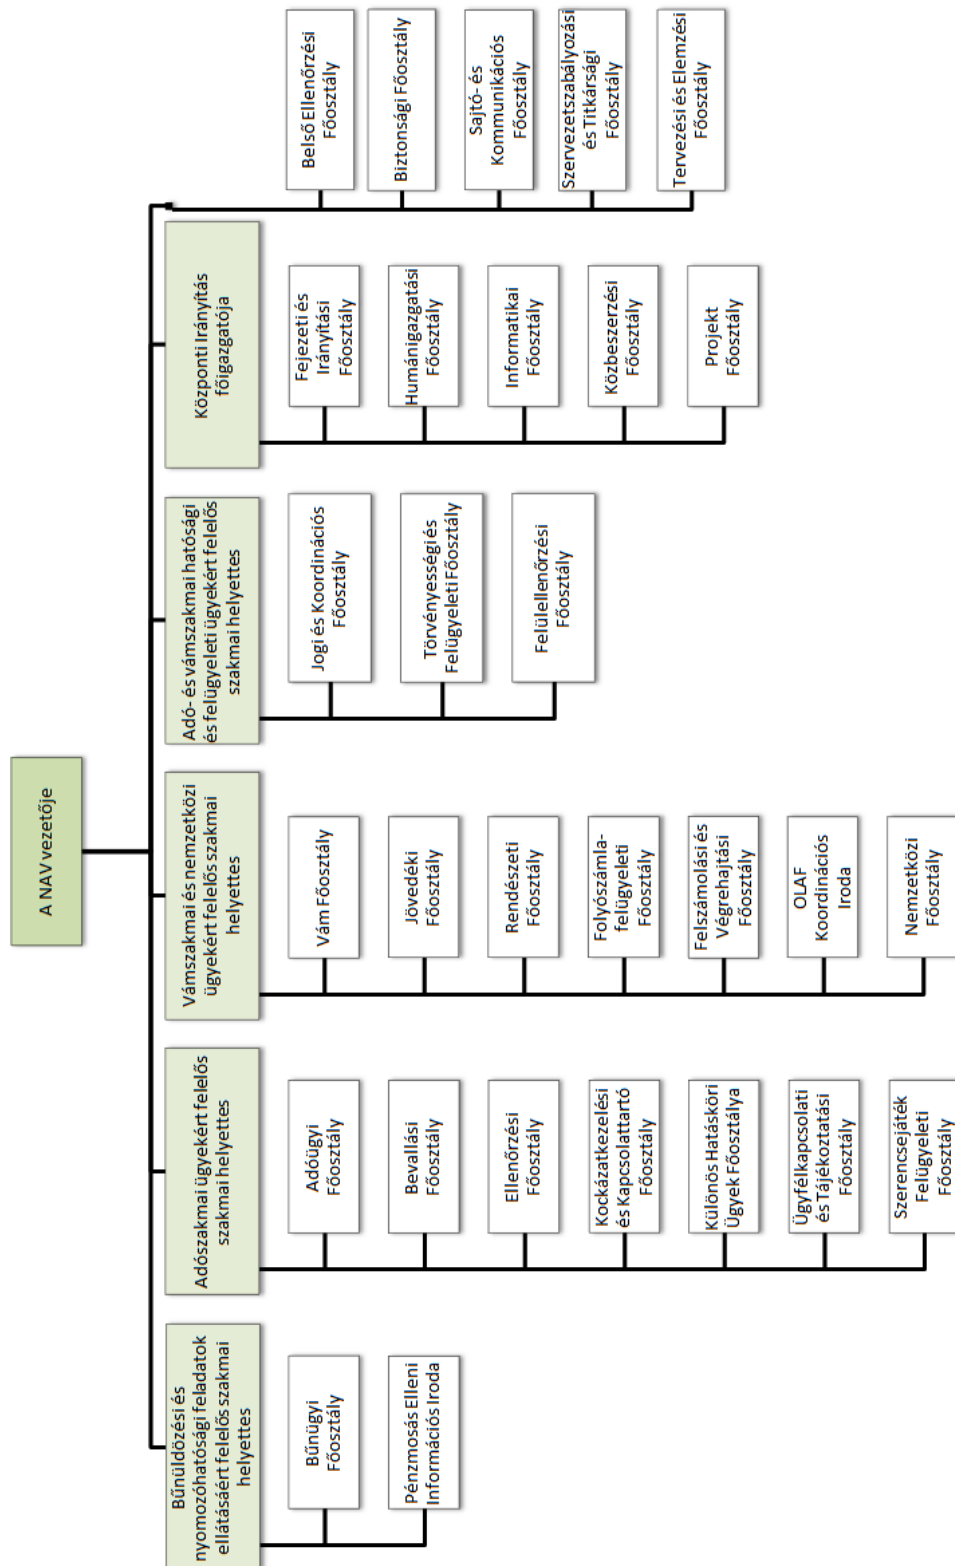 A NAV vezetője
Bűnüldözési és
nyomozóhatósági feladatok
ellátásáért felelős szakmai
helyettes
Bűnügyi
Főosztály
Pénzmosás Elleni
Információs Iroda
Adószakmai ügyekért felelős
szakmai helyettes
Adóügyi
Főosztály
Bevallási
Főosztály
Ellenőrzési
Főosztály
Kockázatkezelési
és Kapcsolattartó
Főosztály
Különös Hatásköri
Ügyek Főosztálya
Ügyfélkapcsolati
és Tájékoztatási
Főosztály
Szerencsejáték
Felügyeleti
Főosztály
Vámszakmai és nemzetközi
ügyekért felelős szakmai
helyettes
Vám Főosztály
Jövedéki
Főosztály
Rendészeti
Főosztály
Folyószámla-
felügyeleti
Főosztály
Felszámolási és
Végrehajtási
Főosztály
OLAF
Koordinációs
Iroda
Nemzetközi
Főosztály
Adó- és vámszakmai hatósági
és felügyeleti ügyekért felelős
szakmai helyettes
Jogi és Koordinációs
Főosztály
Törvényességi és
Felügyeleti Főosztály
Felülellenőrzési
Főosztály
Központi Irányítás
főigazgatója
Fejezeti és
Irányítási
Főosztály
Humánigazgatási
Főosztály
Informatikai
Főosztály
Közbeszerzési
Főosztály
Projekt
Főosztály
Belső Ellenőrzési
Főosztály
Biztonsági Főosztály
Sajtó- és
Kommunikációs
Főosztály
Szervezetszabályozási
és Titkársági
Főosztály
Tervezési és Elemzési
Főosztály